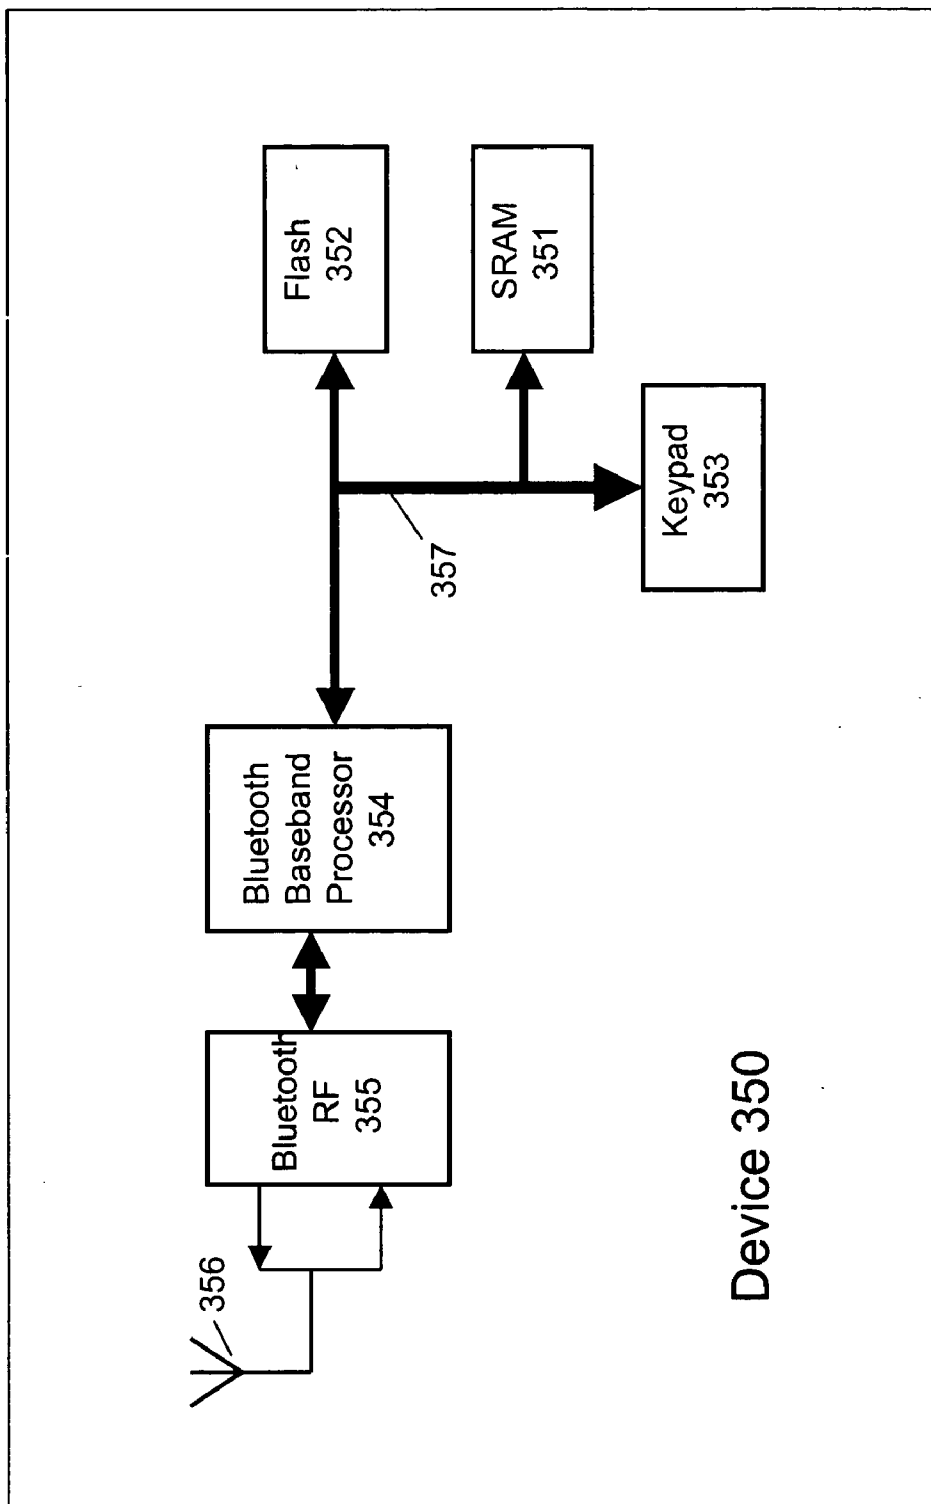 356
Bluetooth
RF
355
Bluetooth
Baseband
Processor
354
357
Flash
352
SRAM
351
Keypad
353
Device 350